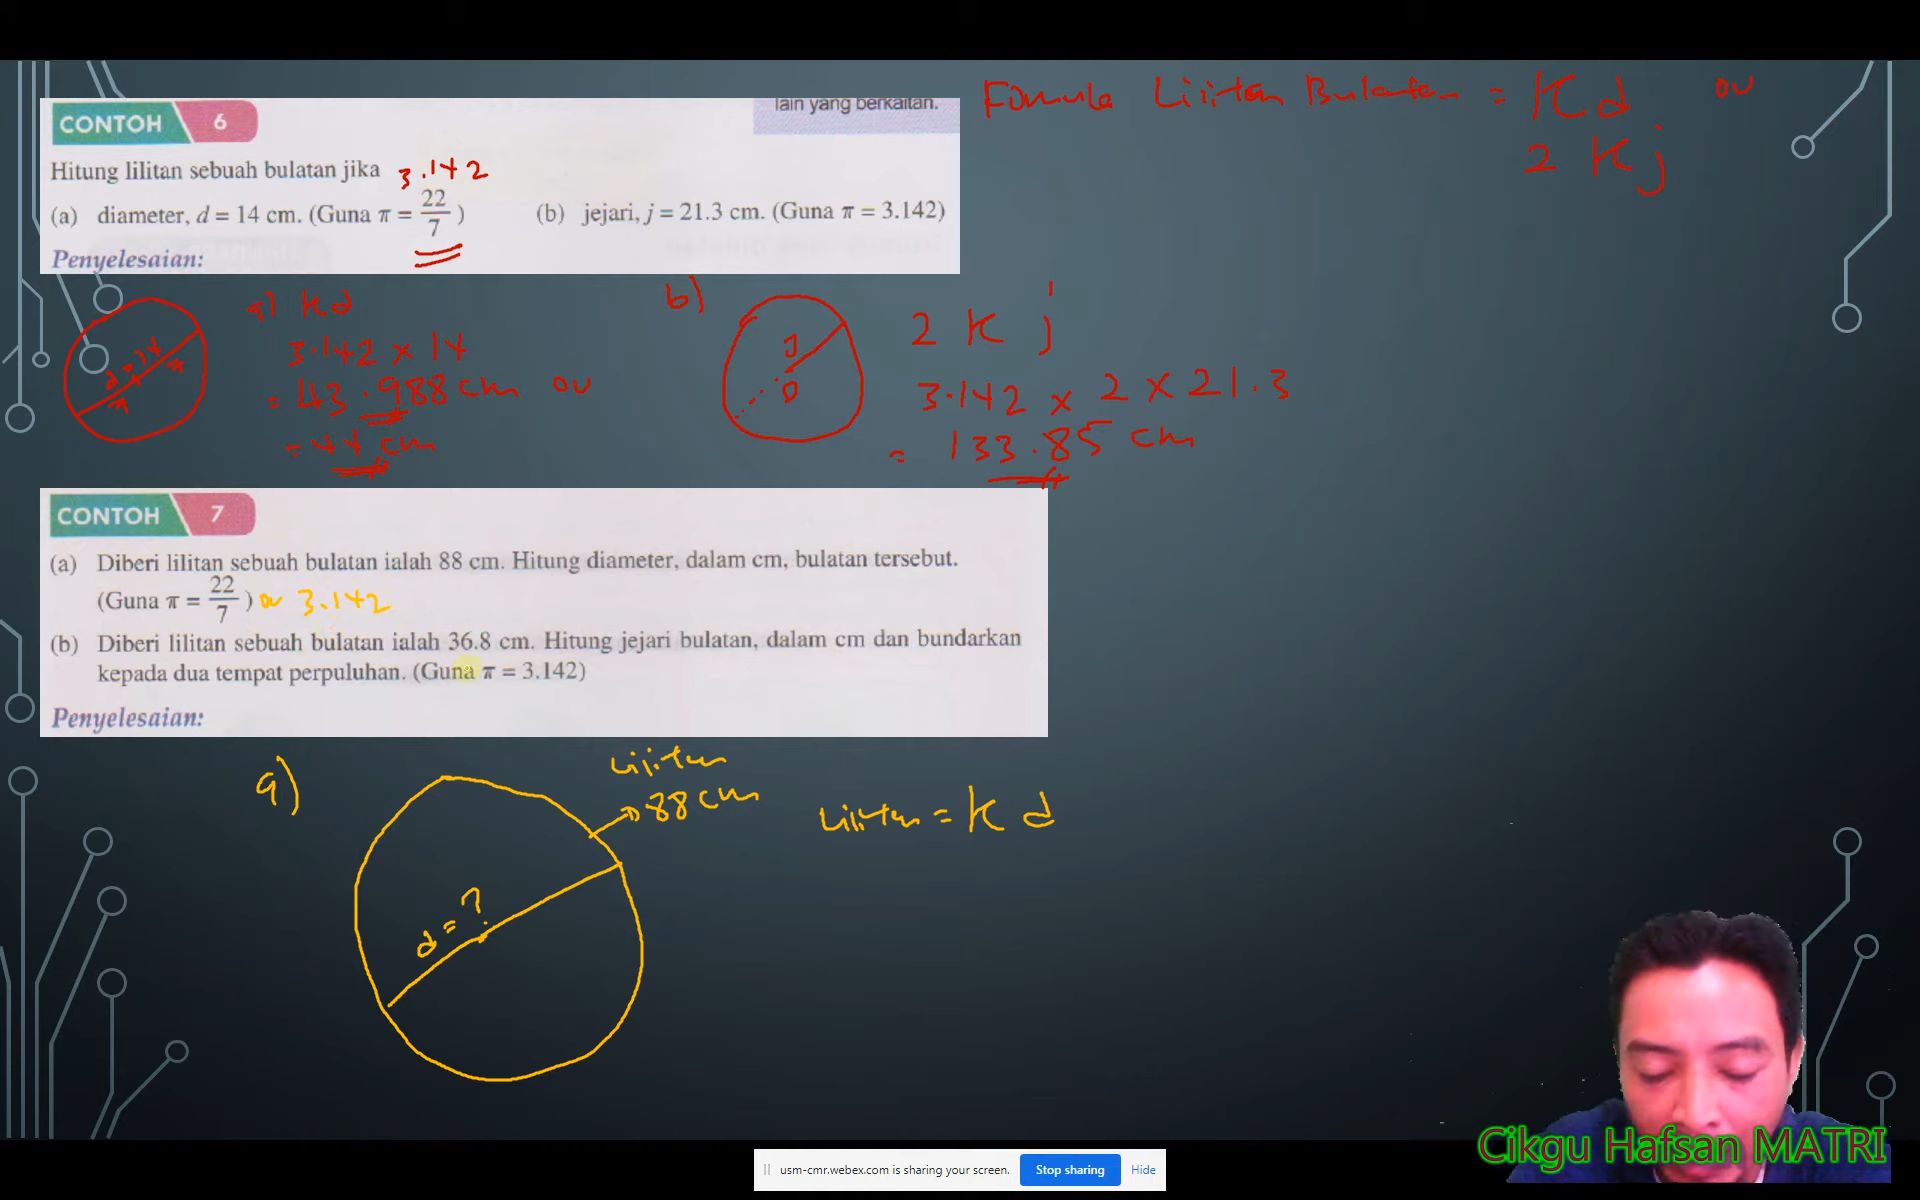 lain yang berkaitan.
Formula Lilitan Bulatan = π d ou
2 π j
CONTOH 6
Hitung lilitan sebuah bulatan jika 3.142
(a) diameter, d = 14 cm. (Guna π = 22/7)
(b) jejari, j = 21.3 cm. (Guna π = 3.142)
Penyelesaian:
d = 14
a) π d
3.142 x 14
= 43.988 cm ou
= 44 cm
b)
J
O
2 π j
3.142 x 2 x 21.3
= 133.85 cm
CONTOH 7
(a) Diberi lilitan sebuah bulatan ialah 88 cm. Hitung diameter, dalam cm, bulatan tersebut.
(Guna π = 22/7) ou 3.142
(b) Diberi lilitan sebuah bulatan ialah 36.8 cm. Hitung jejari bulatan, dalam cm dan bundarkan
kepada dua tempat perpuluhan. (Guna π = 3.142)
Penyelesaian:
a)
Lilitan
88 cm
d = ?
Lilitan = π d
Cikgu Hafsan MATRI
usm-cmr.webex.com is sharing your screen. Stop sharing Hide